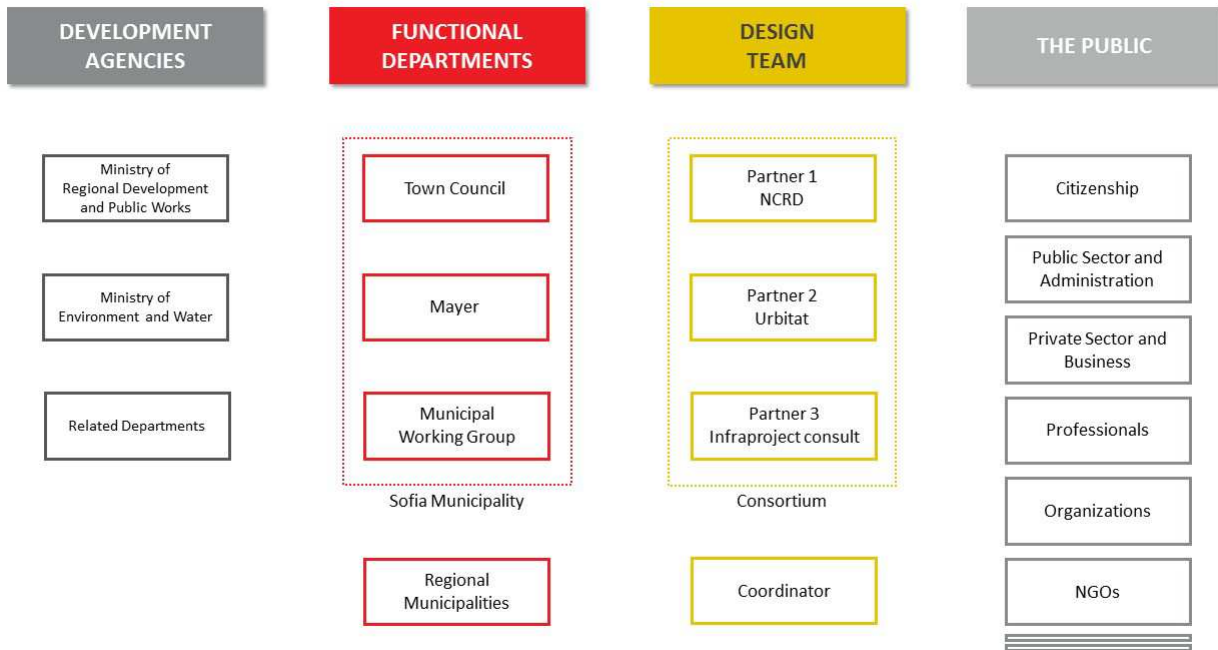 DEVELOPMENT
AGENCIES
FUNCTIONAL
DEPARTMENTS
DESIGN
TEAM
THE PUBLIC
Ministry of
Regional Development
and Public Works
Ministry of
Environment and Water
Related Departments
Town Council
Mayer
Municipal
Working Group
Sofia Municipality
Regional
Municipalities
Partner 1
NCRD
Partner 2
Urbitat
Partner 3
Infraproject consult
Consortium
Coordinator
Citizenship
Public Sector and
Administration
Private Sector and
Business
Professionals
Organizations
NGOs